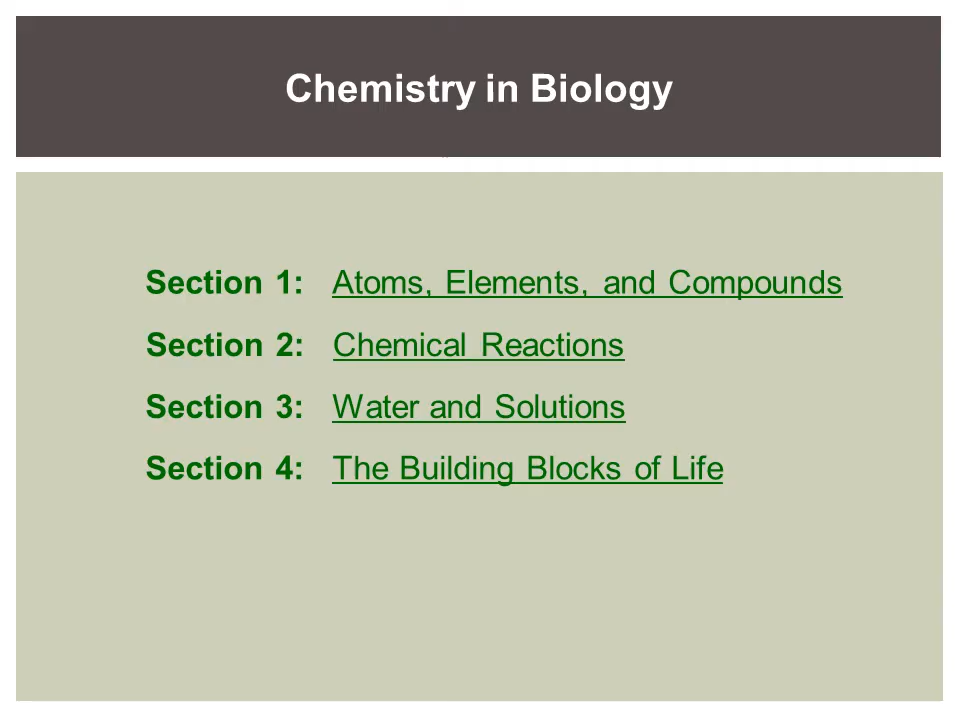 Chemistry in Biology
Section 1: Atoms, Elements, and Compounds
Section 2: Chemical Reactions
Section 3: Water and Solutions
Section 4: The Building Blocks of Life